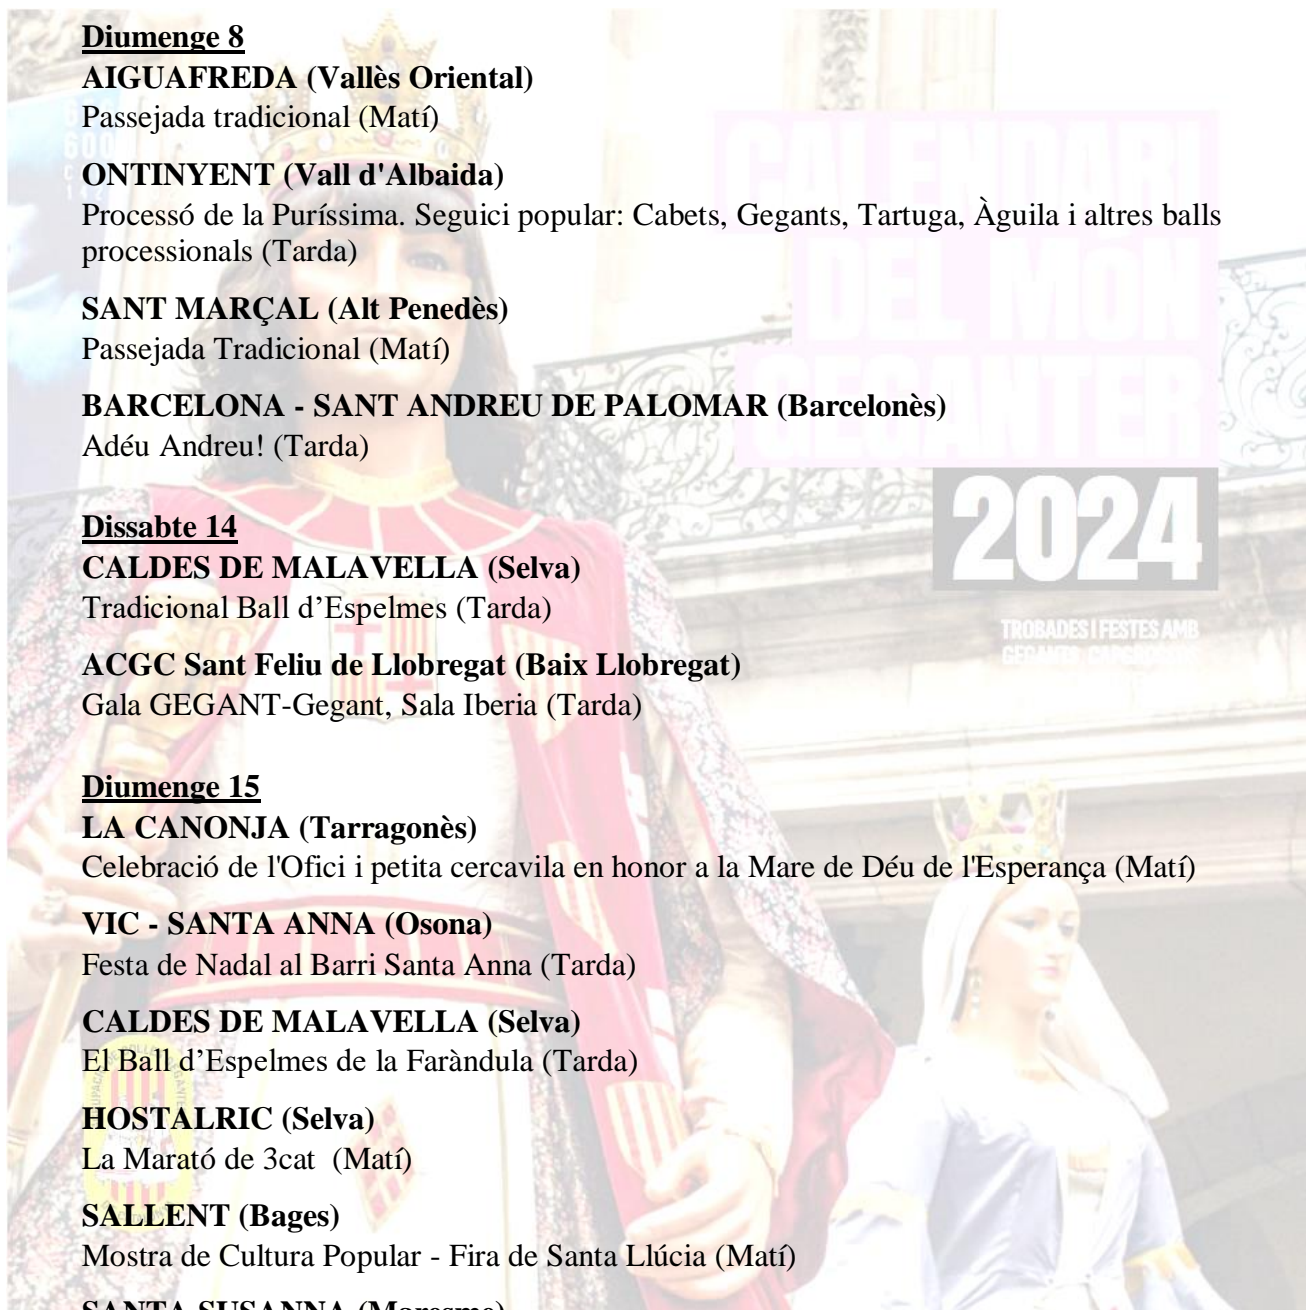 Diumenge 8
AIGUAFREDA (Vallès Oriental)
Passejada tradicional (Matí)
ONTINYENT (Vall d'Albaida)
Processó de la Puríssima. Seguici popular: Cabets, Gegants, Tartuga, Àguila i altres balls
processionals (Tarda)
SANT MARÇAL (Alt Penedès)
Passejada Tradicional (Matí)
BARCELONA - SANT ANDREU DE PALOMAR (Barcelonès)
Adéu Andreu! (Tarda)
Dissabte 14
CALDES DE MALAVELLA (Selva)
Tradicional Ball d’Espelmes (Tarda)
ACGC Sant Feliu de Llobregat (Baix Llobregat)
Gala GEGANT-Gegant, Sala Iberia (Tarda)
Diumenge 15
LA CANONJA (Tarragonès)
Celebració de l'Ofici i petita cercavila en honor a la Mare de Déu de l'Esperança (Matí)
VIC - SANTA ANNA (Osona)
Festa de Nadal al Barri Santa Anna (Tarda)
CALDES DE MALAVELLA (Selva)
El Ball d’Espelmes de la Faràndula (Tarda)
HOSTALRIC (Selva)
La Marató de 3cat  (Matí)
SALLENT (Bages)
Mostra de Cultura Popular - Fira de Santa Llúcia (Matí)
SANTA SUSANNA (Maresme)
CALENDARI
DEL MÓN
GEGANTER
2024
TROBADES I FESTES AMB
GEGANTS, CAPGROSSOS